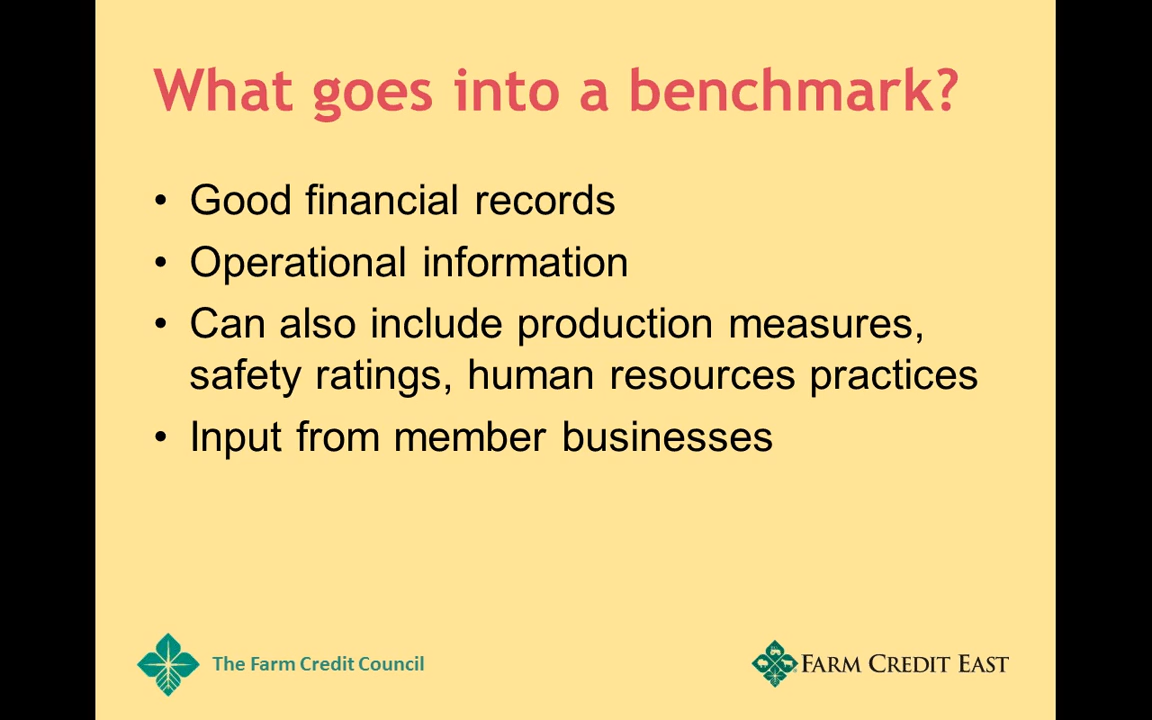 What goes into a benchmark?
• Good financial records
• Operational information
• Can also include production measures,
safety ratings, human resources practices
• Input from member businesses
The Farm Credit Council
FARM CREDIT EAST